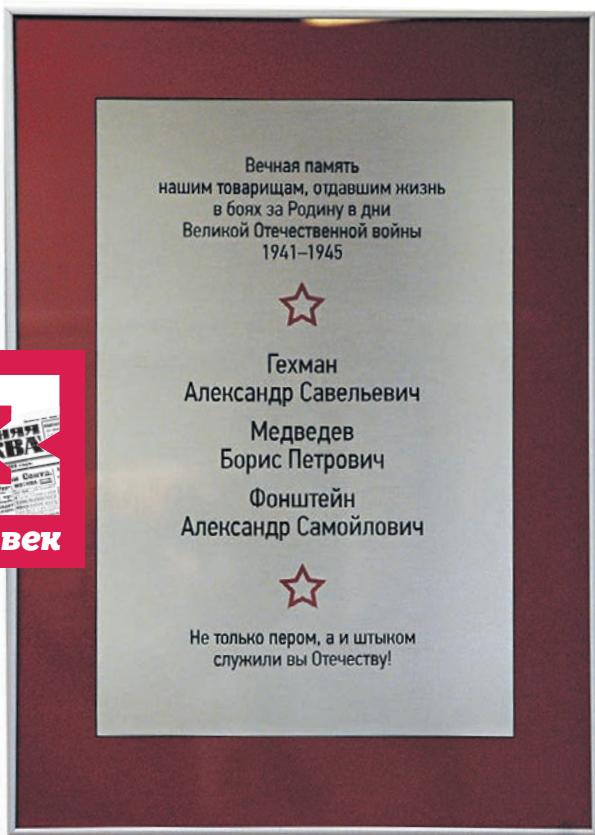 Вечная память
нашим товарищам, отдавшим жизнь
в боях за Родину в дни
Великой Отечественной войны
1941–1945
Гехман
Александр Савельевич
Медведев
Борис Петрович
Фонштейн
Александр Самойлович
Не только пером, а и штыком
служили вы Отечеству!
век